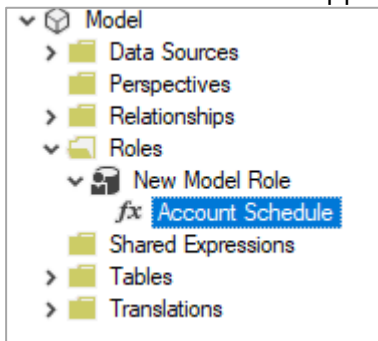 Model
Data Sources
Perspectives
Relationships
Roles
New Model Role
fx Account Schedule
Shared Expressions
Tables
Translations